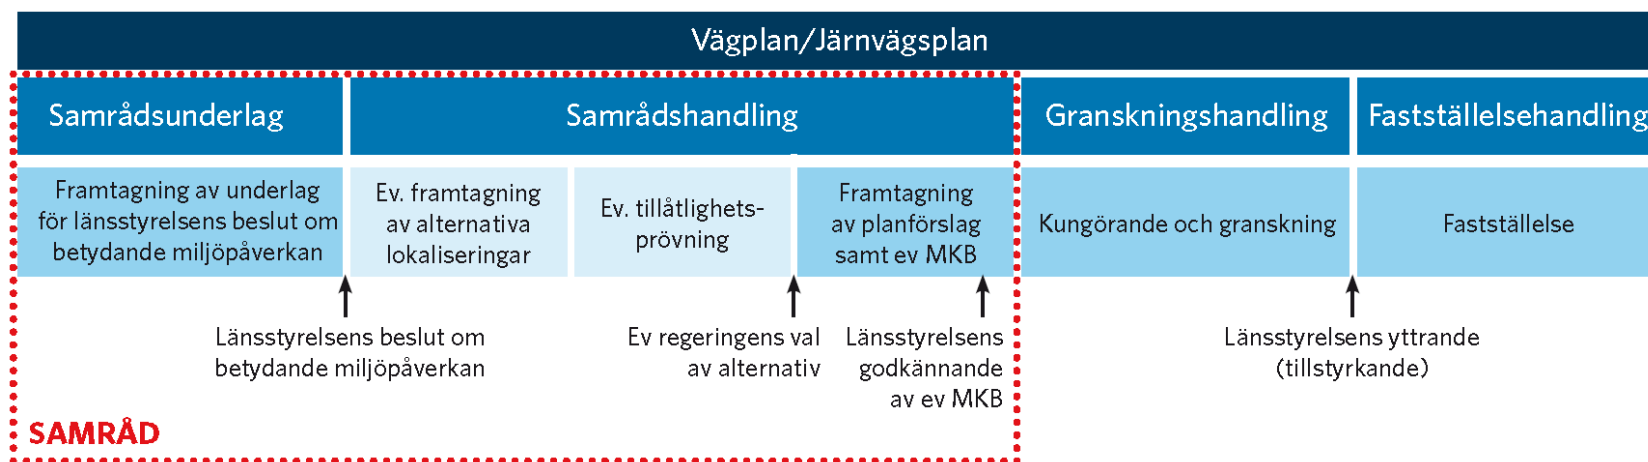 Vägplan/Järnvägsplan
Samrådsunderlag
Samrådshandling
Granskningshandling
Fastställelsehandling
Framtagning av underlag
för länsstyrelsens beslut om
betydande miljöpåverkan
Ev. framtagning
av alternativa
lokaliseringar
Ev. tillåtlighets-
prövning
Framtagning
av planförslag
samt ev MKB
Kungörande och granskning
Fastställelse
Länsstyrelsens beslut om
betydande miljöpåverkan
Ev regeringens val
av alternativ
Länsstyrelsens
godkännande
av ev MKB
Länsstyrelsens yttrande
(tillstyrkande)
SAMRÅD